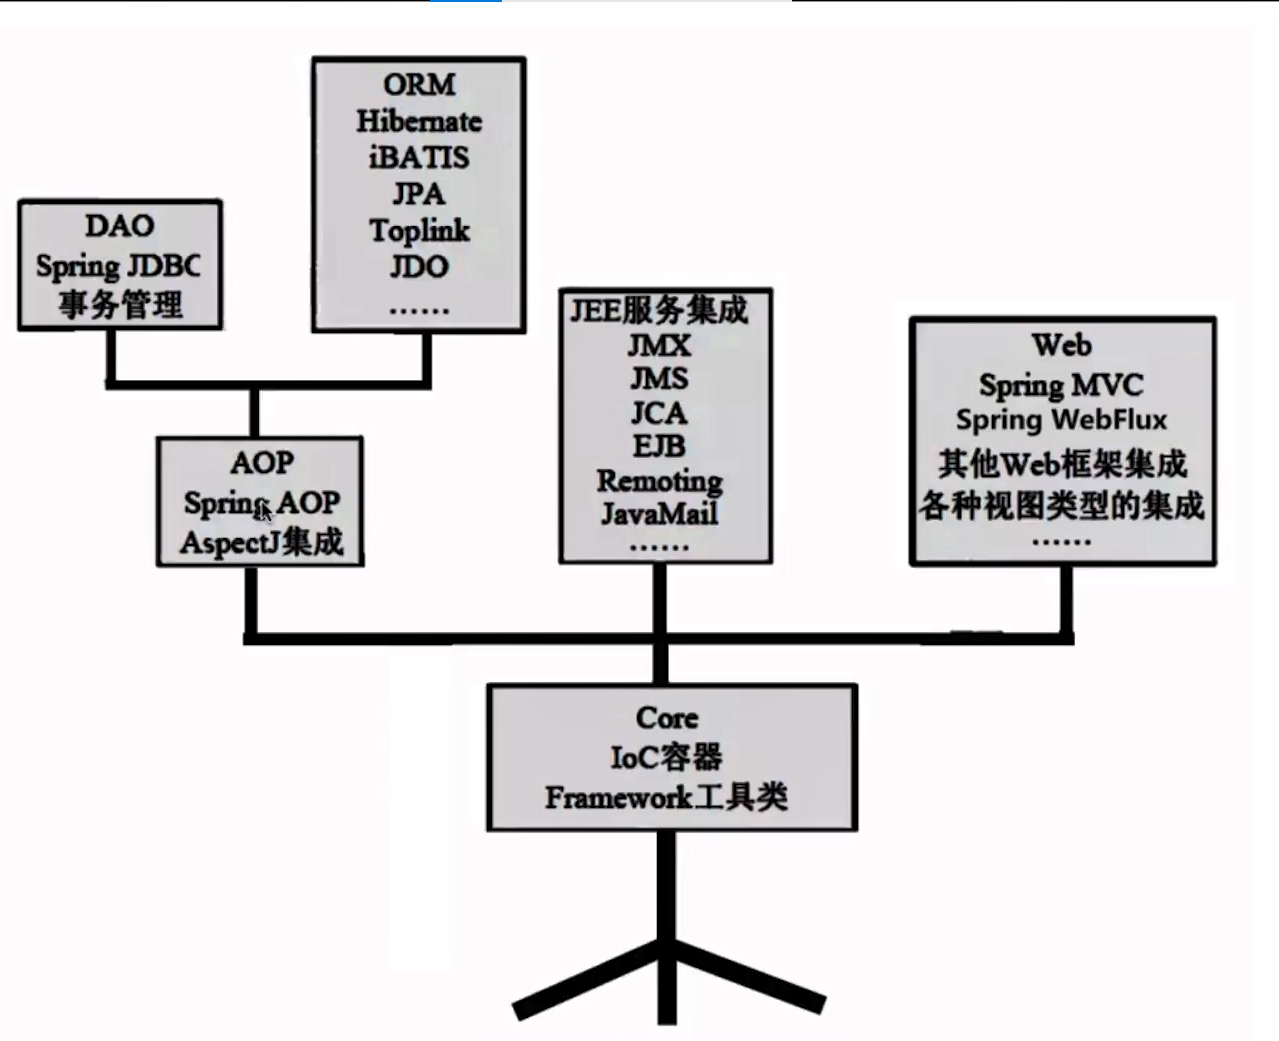 ORM
Hibernate
iBATIS
JPA
Toplink
JDO
……
DAO
Spring JDBC
事务管理
JEE服务集成
JMX
JMS
JCA
EJB
Remoting
JavaMail
……
Web
Spring MVC
Spring WebFlux
其他Web框架集成
各种视图类型的集成
……
AOP
Spring AOP
AspectJ集成
Core
IoC容器
Framework工具类